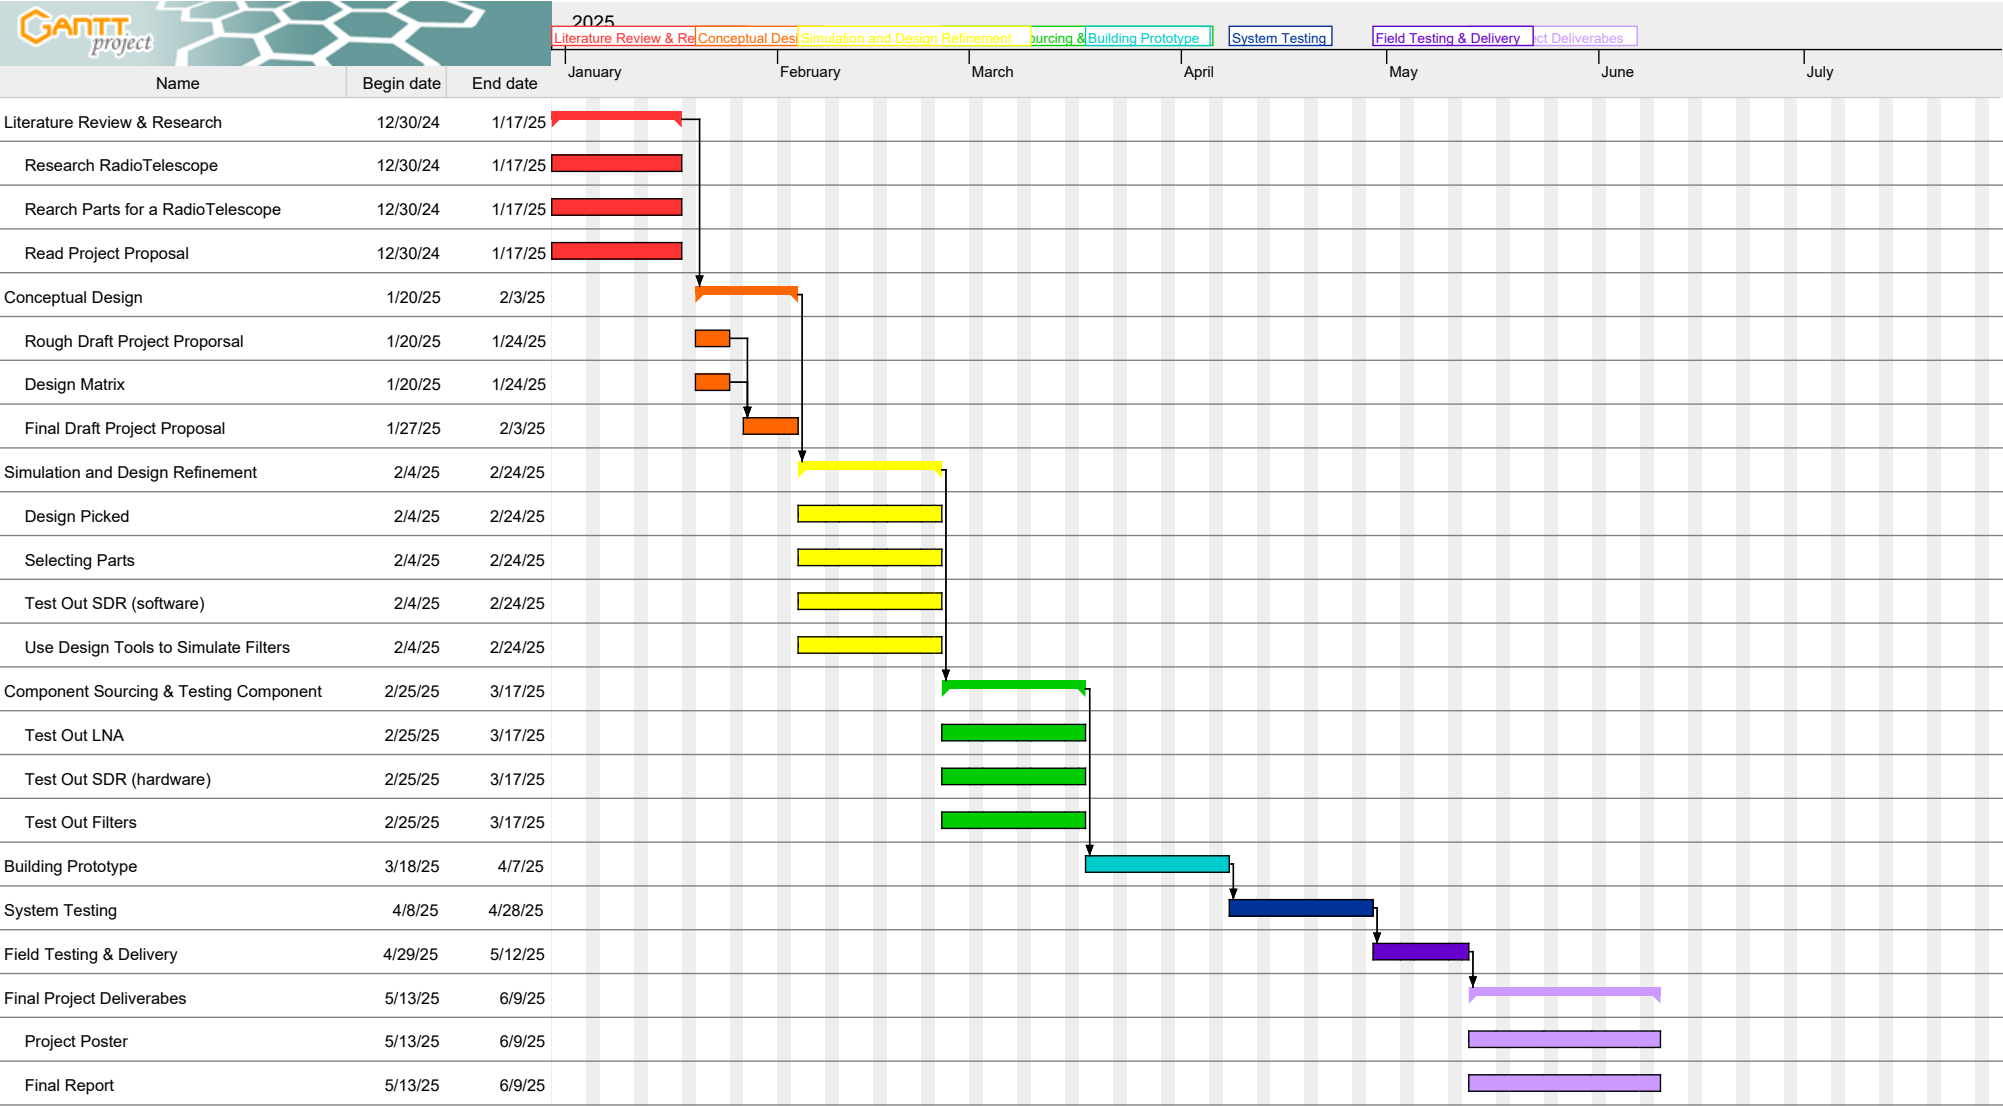 GANTT
project
2025
Literature Review & Re
Conceptual Desi
Simulation and Design Refinement
ourcing &
Building Prototype
System Testing
Field Testing & Delivery
ect Deliverabes
January February March April May June July
Name Begin date End date
Literature Review & Research 12/30/24 1/17/25
Research RadioTelescope 12/30/24 1/17/25
Rearch Parts for a RadioTelescope 12/30/24 1/17/25
Read Project Proposal 12/30/24 1/17/25
Conceptual Design 1/20/25 2/3/25
Rough Draft Project Proporsal 1/20/25 1/24/25
Design Matrix 1/20/25 1/24/25
Final Draft Project Proposal 1/27/25 2/3/25
Simulation and Design Refinement 2/4/25 2/24/25
Design Picked 2/4/25 2/24/25
Selecting Parts 2/4/25 2/24/25
Test Out SDR (software) 2/4/25 2/24/25
Use Design Tools to Simulate Filters 2/4/25 2/24/25
Component Sourcing & Testing Component 2/25/25 3/17/25
Test Out LNA 2/25/25 3/17/25
Test Out SDR (hardware) 2/25/25 3/17/25
Test Out Filters 2/25/25 3/17/25
Building Prototype 3/18/25 4/7/25
System Testing 4/8/25 4/28/25
Field Testing & Delivery 4/29/25 5/12/25
Final Project Deliverabes 5/13/25 6/9/25
Project Poster 5/13/25 6/9/25
Final Report 5/13/25 6/9/25